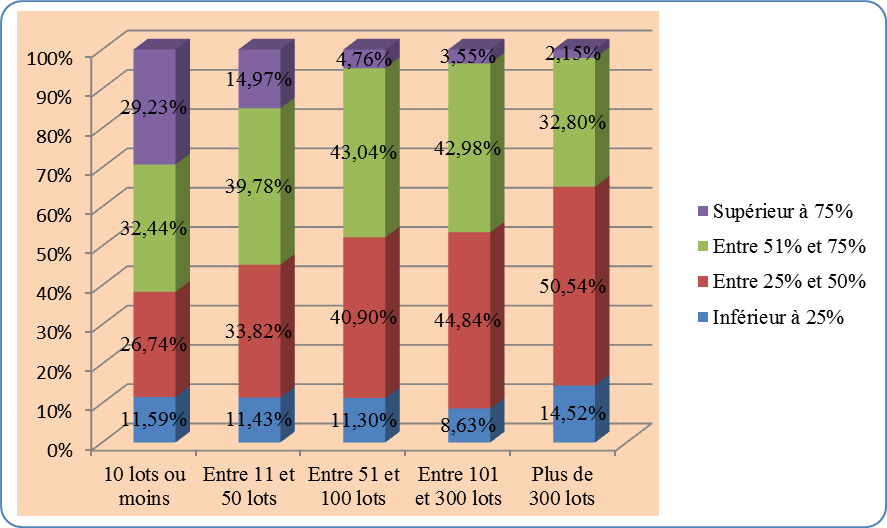 100%
90%
80%
70%
60%
50%
40%
30%
20%
10%
0%
29,23%
32,44%
26,74%
11,59%
14,97%
39,78%
33,82%
11,43%
4,76%
43,04%
40,90%
11,30%
3,55%
42,98%
44,84%
8,63%
2,15%
32,80%
50,54%
14,52%
10 lots ou
moins
Entre 11 et
50 lots
Entre 51 et
100 lots
Entre 101
et 300 lots
Plus de
300 lots
Supérieur à 75%
Entre 51% et 75%
Entre 25% et 50%
Inférieur à 25%